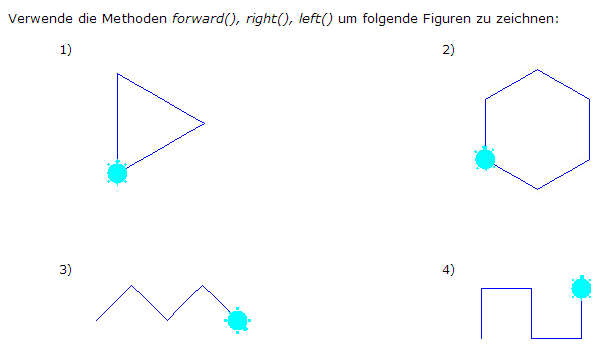 Verwende die Methoden forward(), right(), left() um folgende Figuren zu zeichnen:
1)
2)
3)
4)